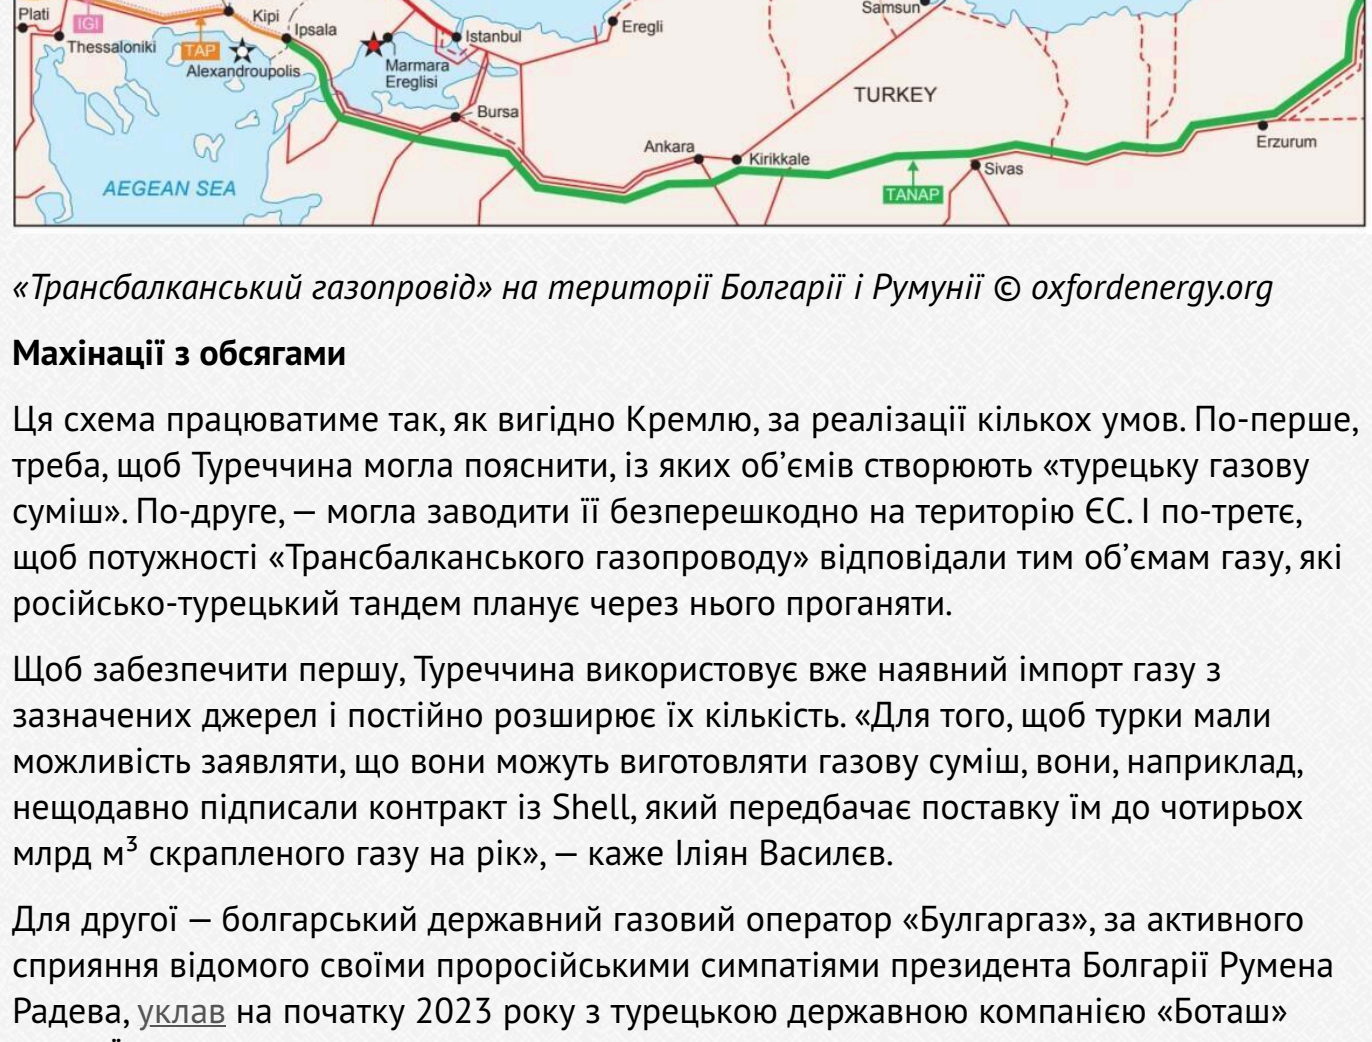 Plati
IGI
Kipi
Ipsala
Thessaloniki
TAP
Alexandroupolis
Marmara
Ereglisi
Istanbul
Eregli
Samsun
Bursa
TURKEY
Ankara
Kirikkale
Sivas
Erzurum
TANAP
AEGEAN SEA
«Трансбалканський газопровід» на території Болгарії і Румунії © oxfordenergy.org
Махінації з обсягами
Ця схема працюватиме так, як вигідно Кремлю, за реалізації кількох умов. По-перше,
треба, щоб Туреччина могла пояснити, із яких об’ємів створюють «турецьку газову
суміш». По-друге, — могла заводити її безперешкодно на територію ЄС. І по-третє,
щоб потужності «Трансбалканського газопроводу» відповідали тим об’ємам газу, які
російсько-турецький тандем планує через нього проганяти.
Щоб забезпечити першу, Туреччина використовує вже наявний імпорт газу з
зазначених джерел і постійно розширює їх кількість. «Для того, щоб турки мали
можливість заявляти, що вони можуть виготовляти газову суміш, вони, наприклад,
нещодавно підписали контракт із Shell, який передбачає поставку їм до чотирьох
млрд м³ скрапленого газу на рік», — каже Іліян Василєв.
Для другої — болгарський державний газовий оператор «Булгаргаз», за активного
сприяння відомого своїми проросійськими симпатіями президента Болгарії Румена
Радева, уклав на початку 2023 року з турецькою державною компанією «Боташ»